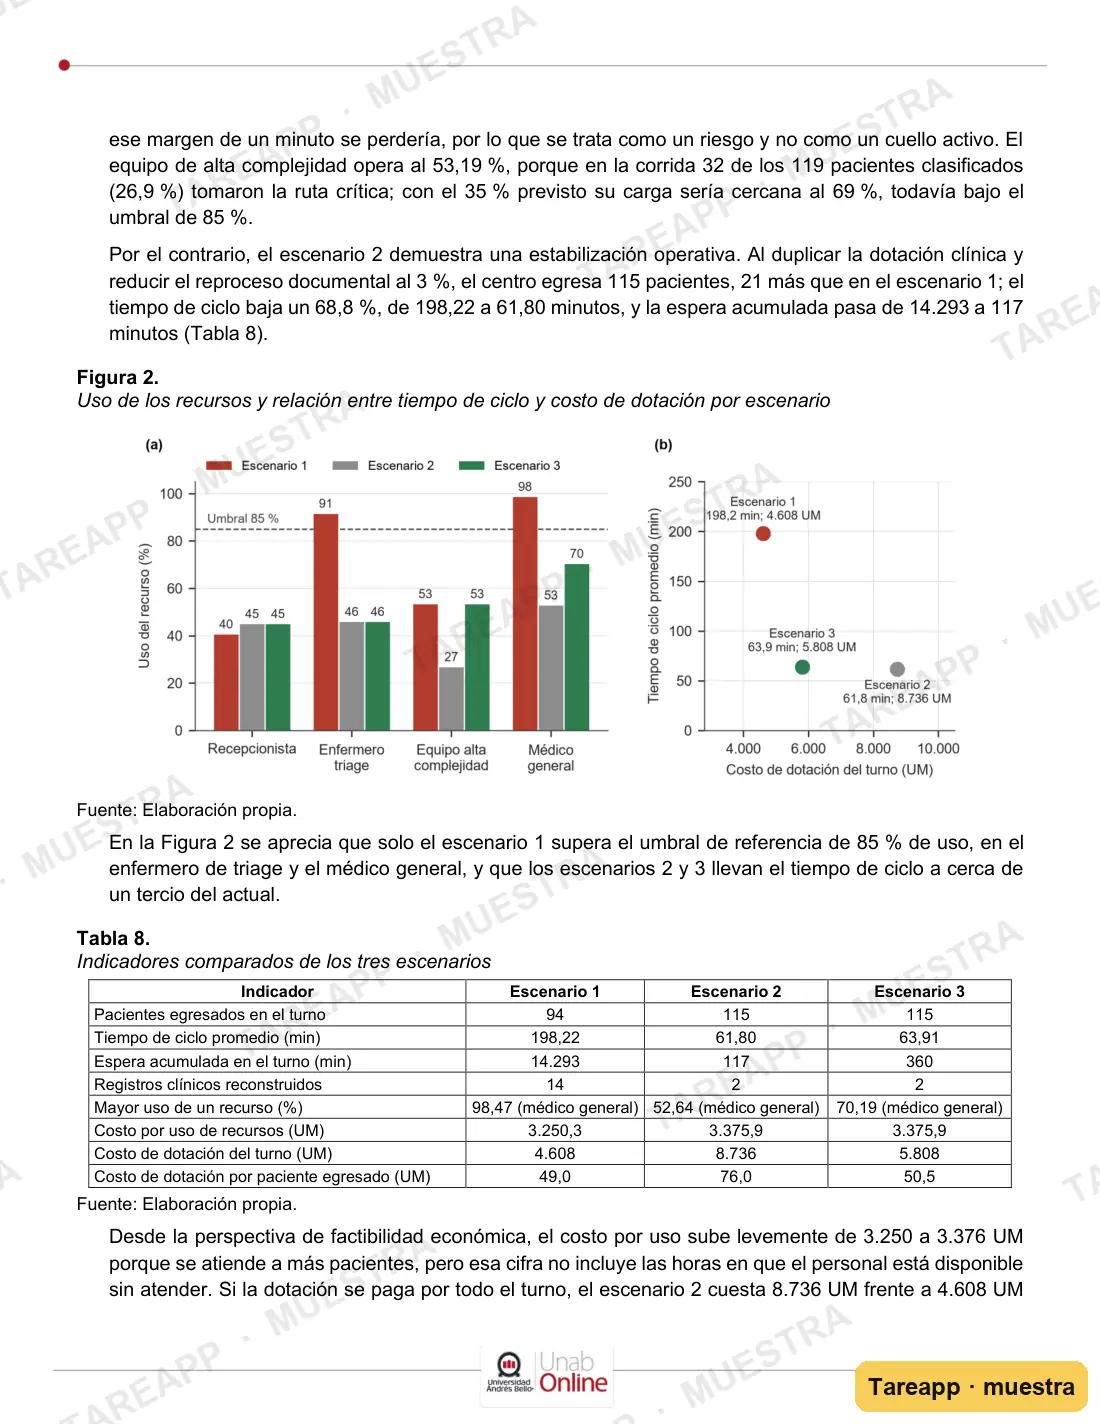 ese margen de un minuto se perdería, por lo que se trata como un riesgo y no como un cuello activo. El
equipo de alta complejidad opera al 53,19 %, porque en la corrida 32 de los 119 pacientes clasificados
(26,9 %) tomaron la ruta crítica; con el 35 % previsto su carga sería cercana al 69 %, todavía bajo el
umbral de 85 %.
Por el contrario, el escenario 2 demuestra una estabilización operativa. Al duplicar la dotación clínica y
reducir el reproceso documental al 3 %, el centro egresa 115 pacientes, 21 más que en el escenario 1; el
tiempo de ciclo baja un 68,8 %, de 198,22 a 61,80 minutos, y la espera acumulada pasa de 14.293 a 117
minutos (Tabla 8).
Figura 2.
Uso de los recursos y relación entre tiempo de ciclo y costo de dotación por escenario
(a)
Escenario 1 Escenario 2 Escenario 3
Uso del recurso (%)
100
80
60
40
20
0
Umbral 85 %
40 45 45
91 46 46
53 27 53
98 53 70
Recepcionista
Enfermero
triage
Equipo alta
complejidad
Médico
general
(b)
Tiempo de ciclo promedio (min)
250
200
150
100
50
0
Escenario 1
198,2 min; 4.608 UM
Escenario 3
63,9 min; 5.808 UM
Escenario 2
61,8 min; 8.736 UM
4.000 6.000 8.000 10.000
Costo de dotación del turno (UM)
Fuente: Elaboración propia.
En la Figura 2 se aprecia que solo el escenario 1 supera el umbral de referencia de 85 % de uso, en el
enfermero de triage y el médico general, y que los escenarios 2 y 3 llevan el tiempo de ciclo a cerca de
un tercio del actual.
Tabla 8.
Indicadores comparados de los tres escenarios
Indicador Escenario 1 Escenario 2 Escenario 3
Pacientes egresados en el turno 94 115 115
Tiempo de ciclo promedio (min) 198,22 61,80 63,91
Espera acumulada en el turno (min) 14.293 117 360
Registros clínicos reconstruidos 14 2 2
Mayor uso de un recurso (%) 98,47 (médico general) 52,64 (médico general) 70,19 (médico general)
Costo por uso de recursos (UM) 3.250,3 3.375,9 3.375,9
Costo de dotación del turno (UM) 4.608 8.736 5.808
Costo de dotación por paciente egresado (UM) 49,0 76,0 50,5
Fuente: Elaboración propia.
Desde la perspectiva de factibilidad económica, el costo por uso sube levemente de 3.250 a 3.376 UM
porque se atiende a más pacientes, pero esa cifra no incluye las horas en que el personal está disponible
sin atender. Si la dotación se paga por todo el turno, el escenario 2 cuesta 8.736 UM frente a 4.608 UM
Universidad
Andrés Bello
Unab
Online
Tareapp · muestra
TAREAPP · MUESTRA